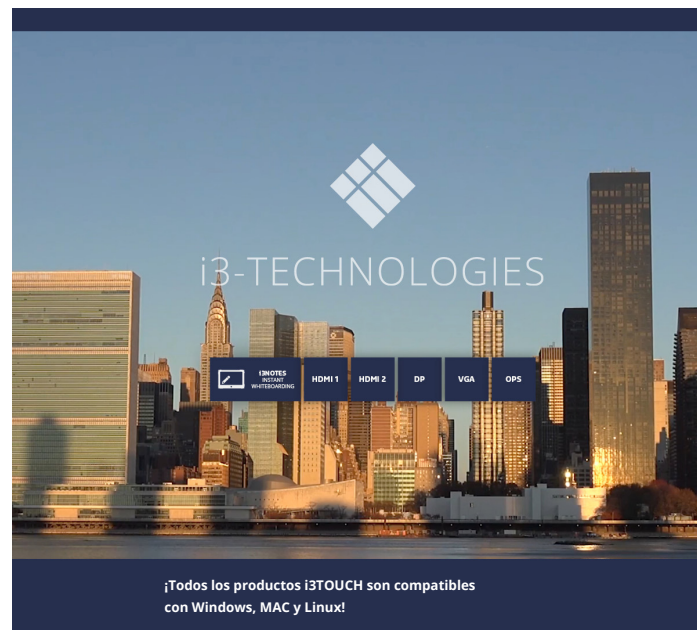 i3-TECHNOLOGIES
i3NOTES
INSTANT
WHITEBOARDING
HDMI 1
HDMI 2
DP
VGA
OPS
¡Todos los productos i3TOUCH son compatibles
con Windows, MAC y Linux!